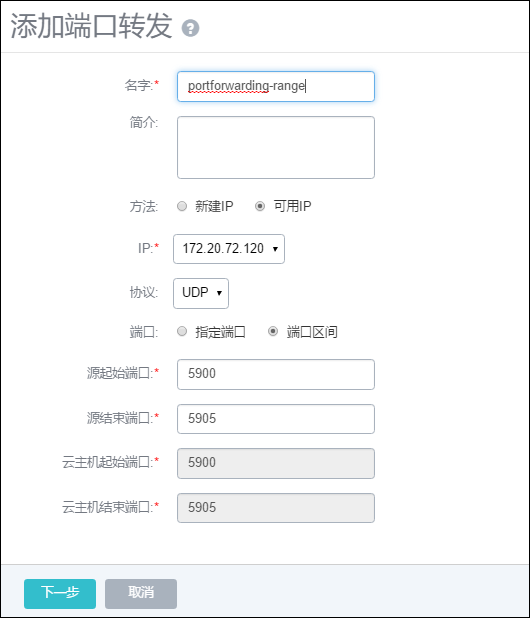 添加端口转发 ?
名字:* portforwarding-range
简介:
方法: 新建IP 可用IP
IP:* 172.20.72.120
协议: UDP
端口: 指定端口 端口区间
源起始端口:* 5900
源结束端口:* 5905
云主机起始端口:* 5900
云主机结束端口:* 5905
下一步 取消